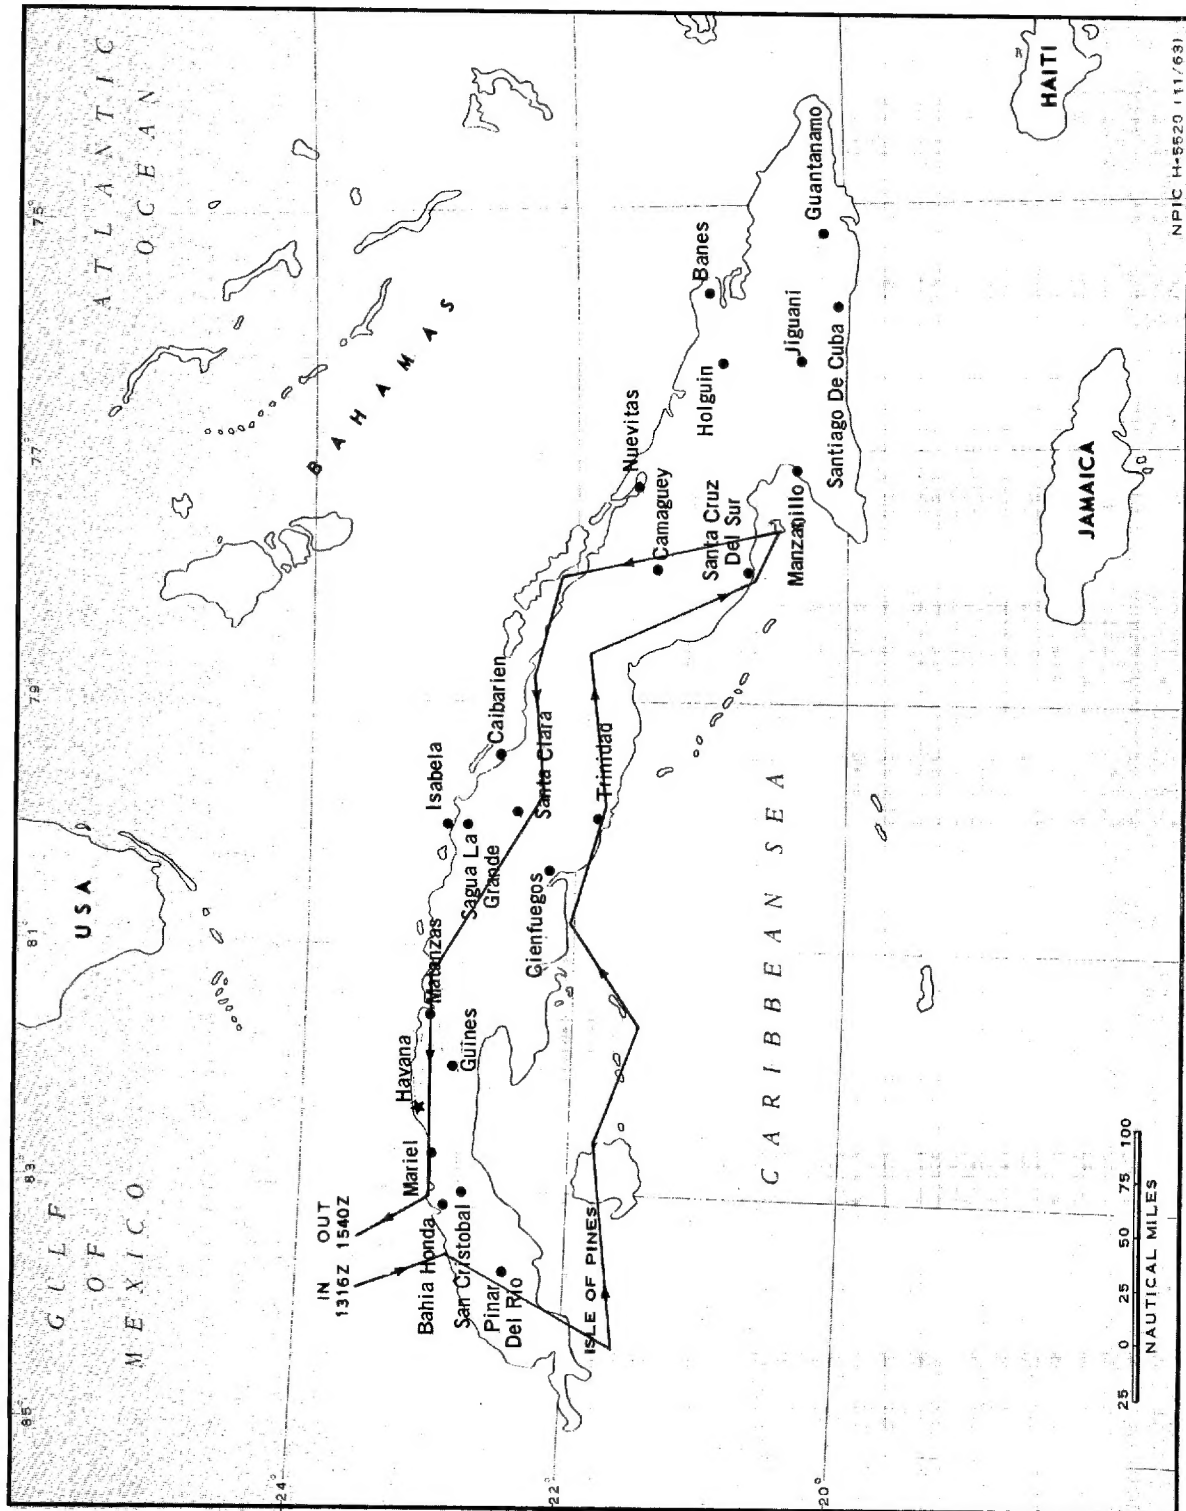 85°
83
81
79
77
75°
24°
22°
20°
GULF
OF
MEXICO
USA
ATLANTIC
OCEAN
BAHAMAS
IN
1316Z
OUT
1540Z
Mariel
Havana
Matanzas
Guines
Bahia Honda
San Cristobal
Pinar
Del Rio
ISLE OF PINES
Isabela
Sagua La
Grande
Caibarien
Santa Clara
Cienfuegos
Trinidad
Nuevitas
Camaguey
Santa Cruz
Del Sur
Manzanillo
Holguin
Banes
Jiguani
Santiago De Cuba
Guantanamo
CARIBBEAN SEA
JAMAICA
HAITI
25 0 25 50 75 100
NAUTICAL MILES
NPIC H-5520 (11/63)